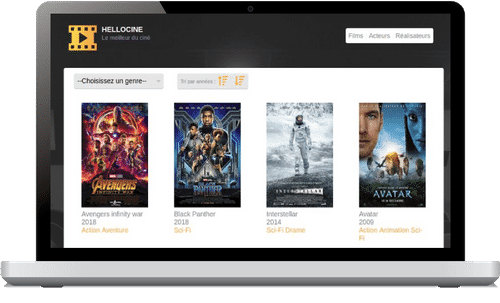 HELLOCINE
Le meilleur du ciné
Films Acteurs Réalisateurs
--Choisissez un genre--
Tri par années :
AVENGERS
INFINITY WAR
BLACK
PANTHER
INTERSTELLAR
AVATAR
Avengers infinity war
2018
Action Aventure
Black Panther
2018
Sci-Fi
Interstellar
2014
Sci-Fi Drame
Avatar
2009
Action Animation Sci-
Fi